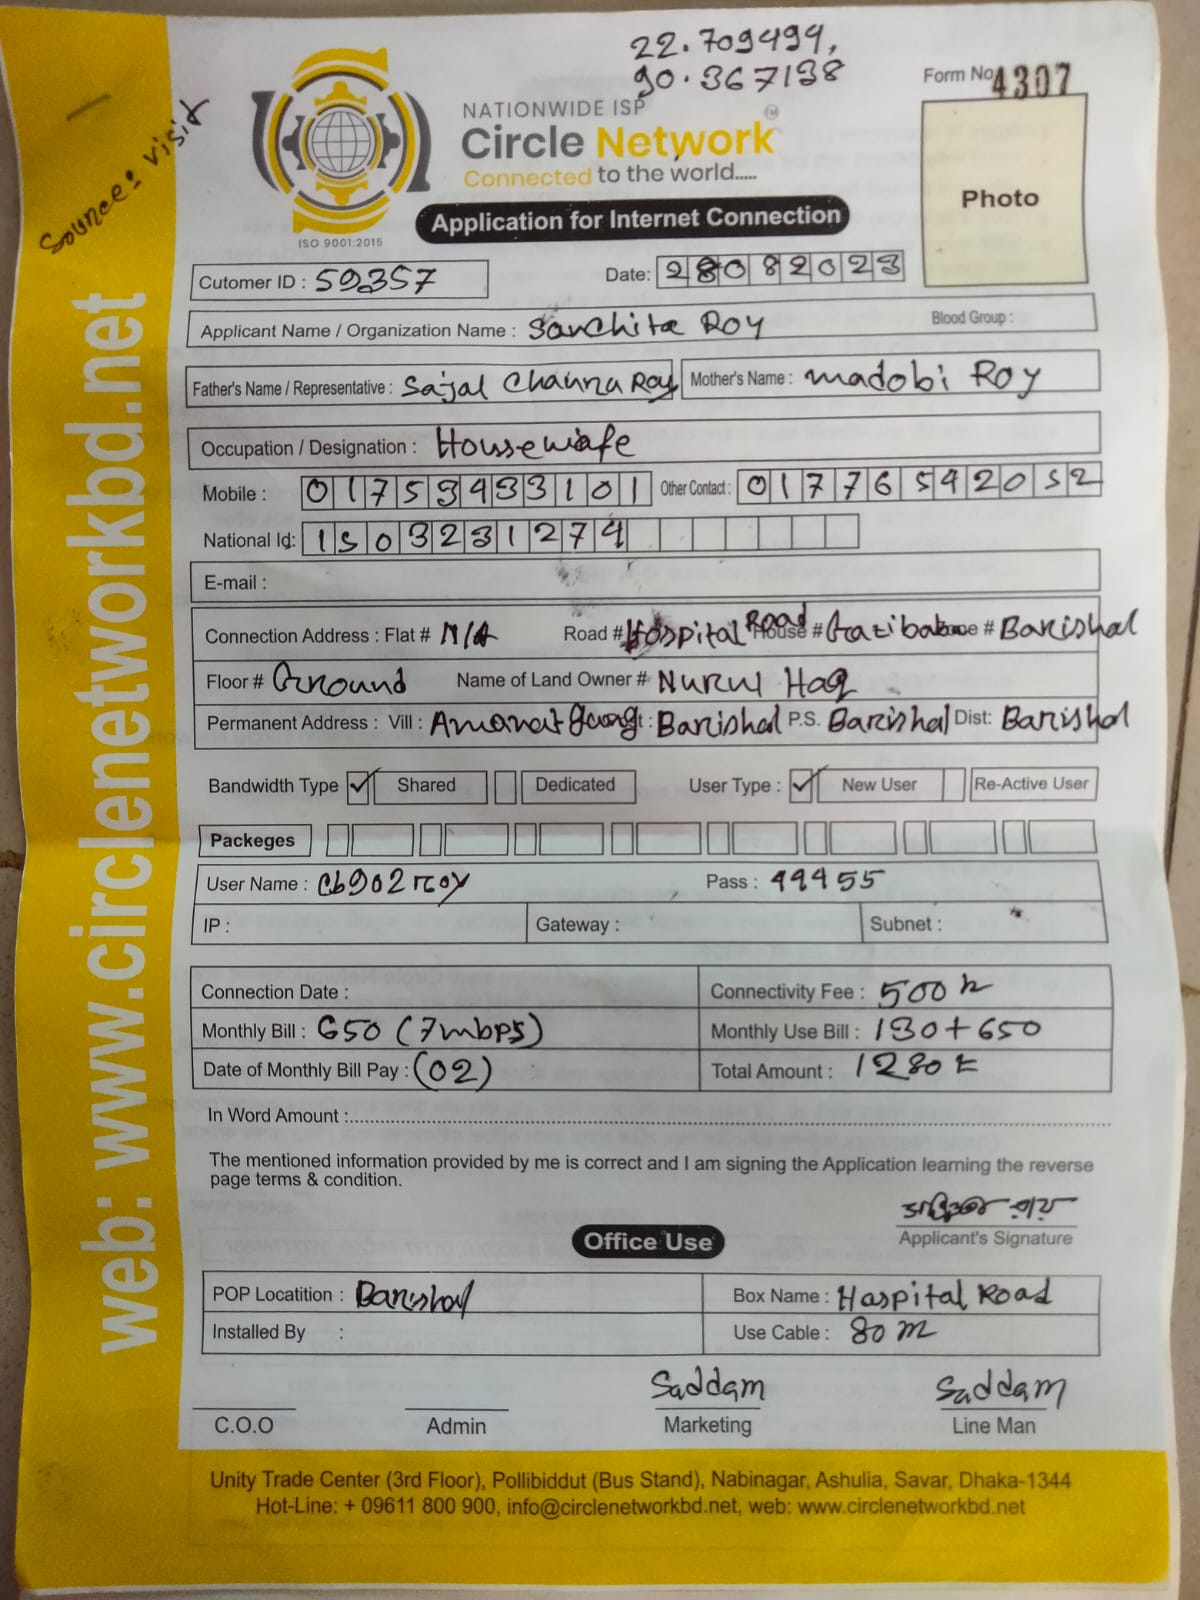 22.709494,
90.367138
Form No 4307
Source: visit
NATIONWIDE ISP
Circle Network
Connected to the world.....
ISO 9001:2015
Application for Internet Connection
Photo
Cutomer ID : 59357 Date: 28082023
Applicant Name / Organization Name : Sanchita Roy Blood Group :
Father's Name / Representative : Sajal Channa Roy Mother's Name : Madobi Roy
Occupation / Designation : Housewiafe
Mobile : 01753433101 Other Contact : 01776542052
National Id: 1503231274
E-mail :
Connection Address : Flat # N/A Road # Hospital Road House # Gazibab # Barishal
Floor # Ground Name of Land Owner # Nurul Haq
Permanent Address : Vill : Amanatgung : Barishal P.S. Barishal Dist: Barishal
Bandwidth Type Shared Dedicated User Type : New User Re-Active User
Packeges
User Name : cb902roy Pass : 49455
IP : Gateway : Subnet :
Connection Date : Connectivity Fee : 500
Monthly Bill : 650 (7mbps) Monthly Use Bill : 130+650
Date of Monthly Bill Pay : (02) Total Amount : 1280
In Word Amount :
The mentioned information provided by me is correct and I am signing the Application learning the reverse
page terms & condition.
রায়
Applicant's Signature
Office Use
POP Locatition : Barishal Box Name : Haspital Road
Installed By : Use Cable : 80 m
Saddam Saddam
C.O.O Admin Marketing Line Man
Unity Trade Center (3rd Floor), Pollibiddut (Bus Stand), Nabinagar, Ashulia, Savar, Dhaka-1344
Hot-Line: + 09611 800 900, info@circlenetworkbd.net, web: www.circlenetworkbd.net
web: www.circlenetworkbd.net